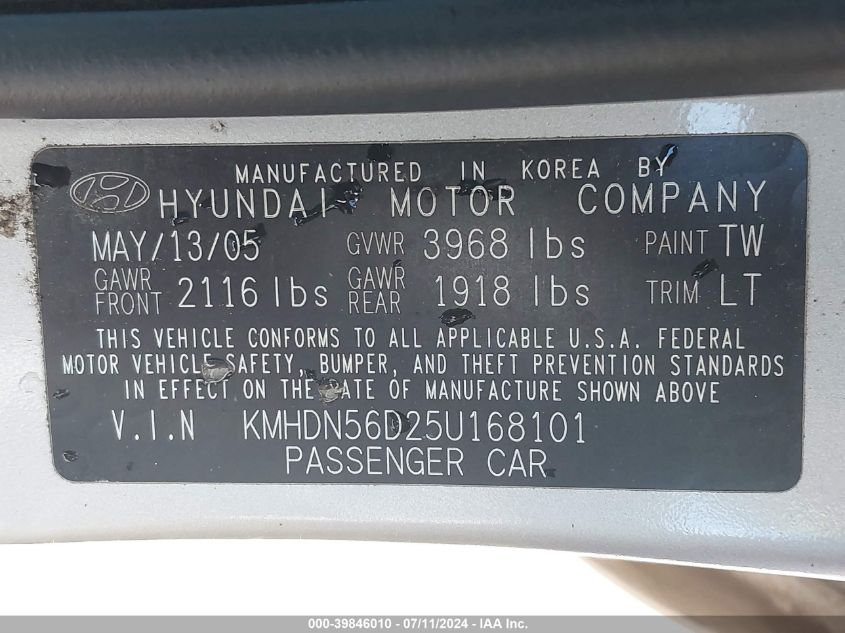 MANUFACTURED IN KOREA BY
HYUNDAI MOTOR COMPANY
MAY/13/05 GVWR 3968 lbs PAINT TW
GAWR FRONT 2116 lbs GAWR REAR 1918 lbs TRIM LT
THIS VEHICLE CONFORMS TO ALL APPLICABLE U.S.A. FEDERAL
MOTOR VEHICLE SAFETY, BUMPER, AND THEFT PREVENTION STANDARDS
IN EFFECT ON THE DATE OF MANUFACTURE SHOWN ABOVE
V.I.N KMHDN56D25U168101
PASSENGER CAR
000-39846010 - 07/11/2024 - IAA Inc.